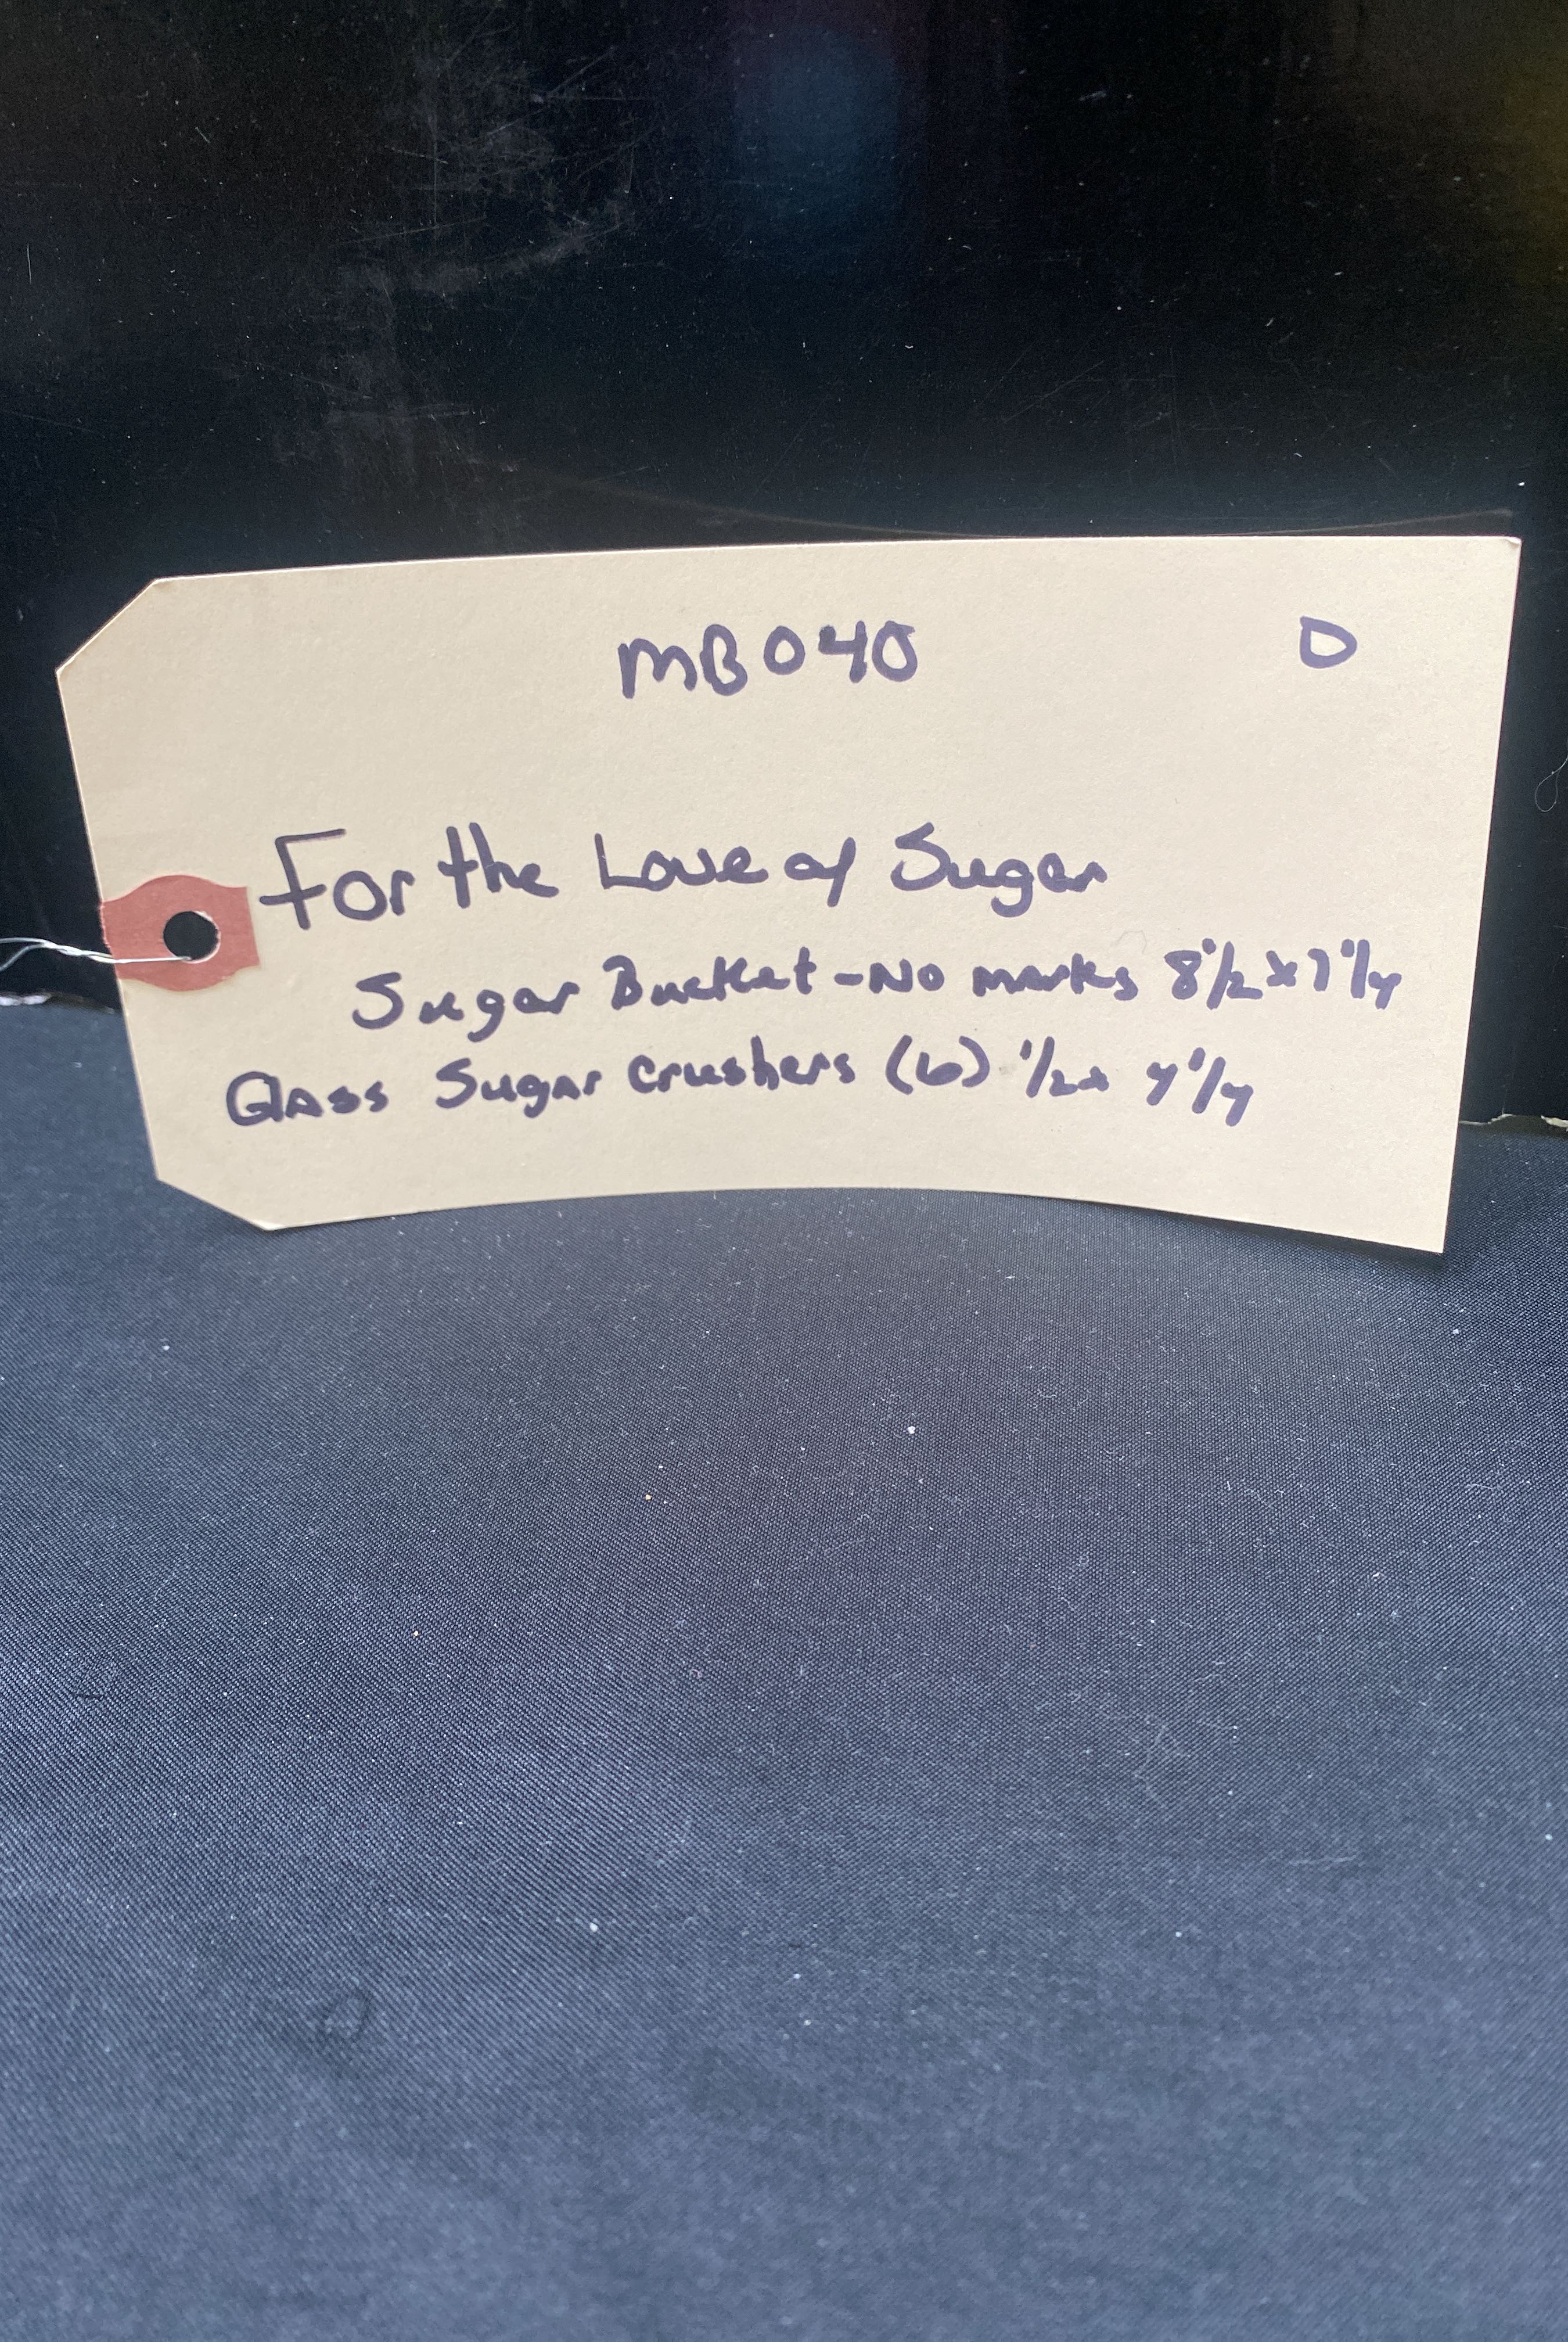 MB040 D
For the Love of Sugar
Sugar Bucket - No marks 8 1/2 x 7 1/4
Glass Sugar Crushers (6) 1/2 x 4 1/4